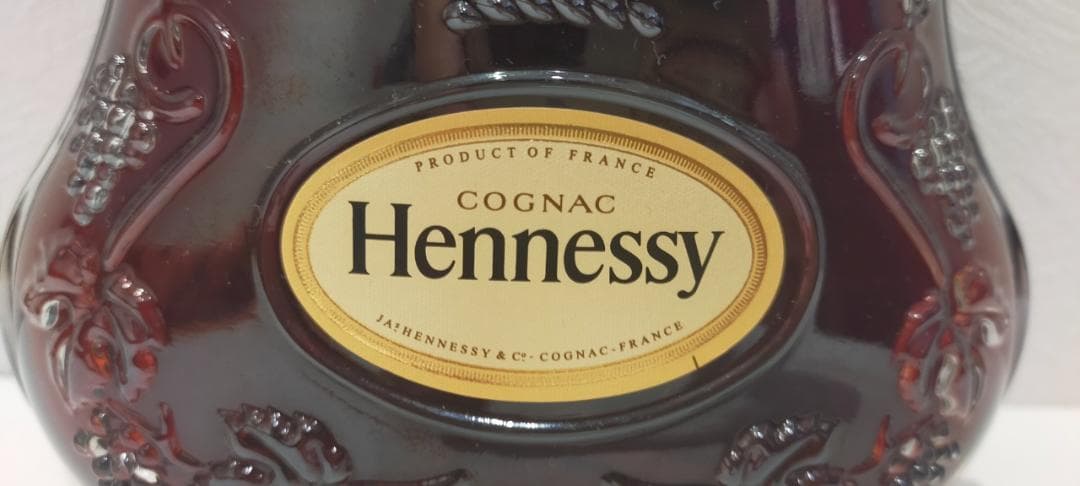 PRODUCT OF FRANCE
COGNAC
Hennessy
JAS HENNESSY & Co - COGNAC - FRANCE